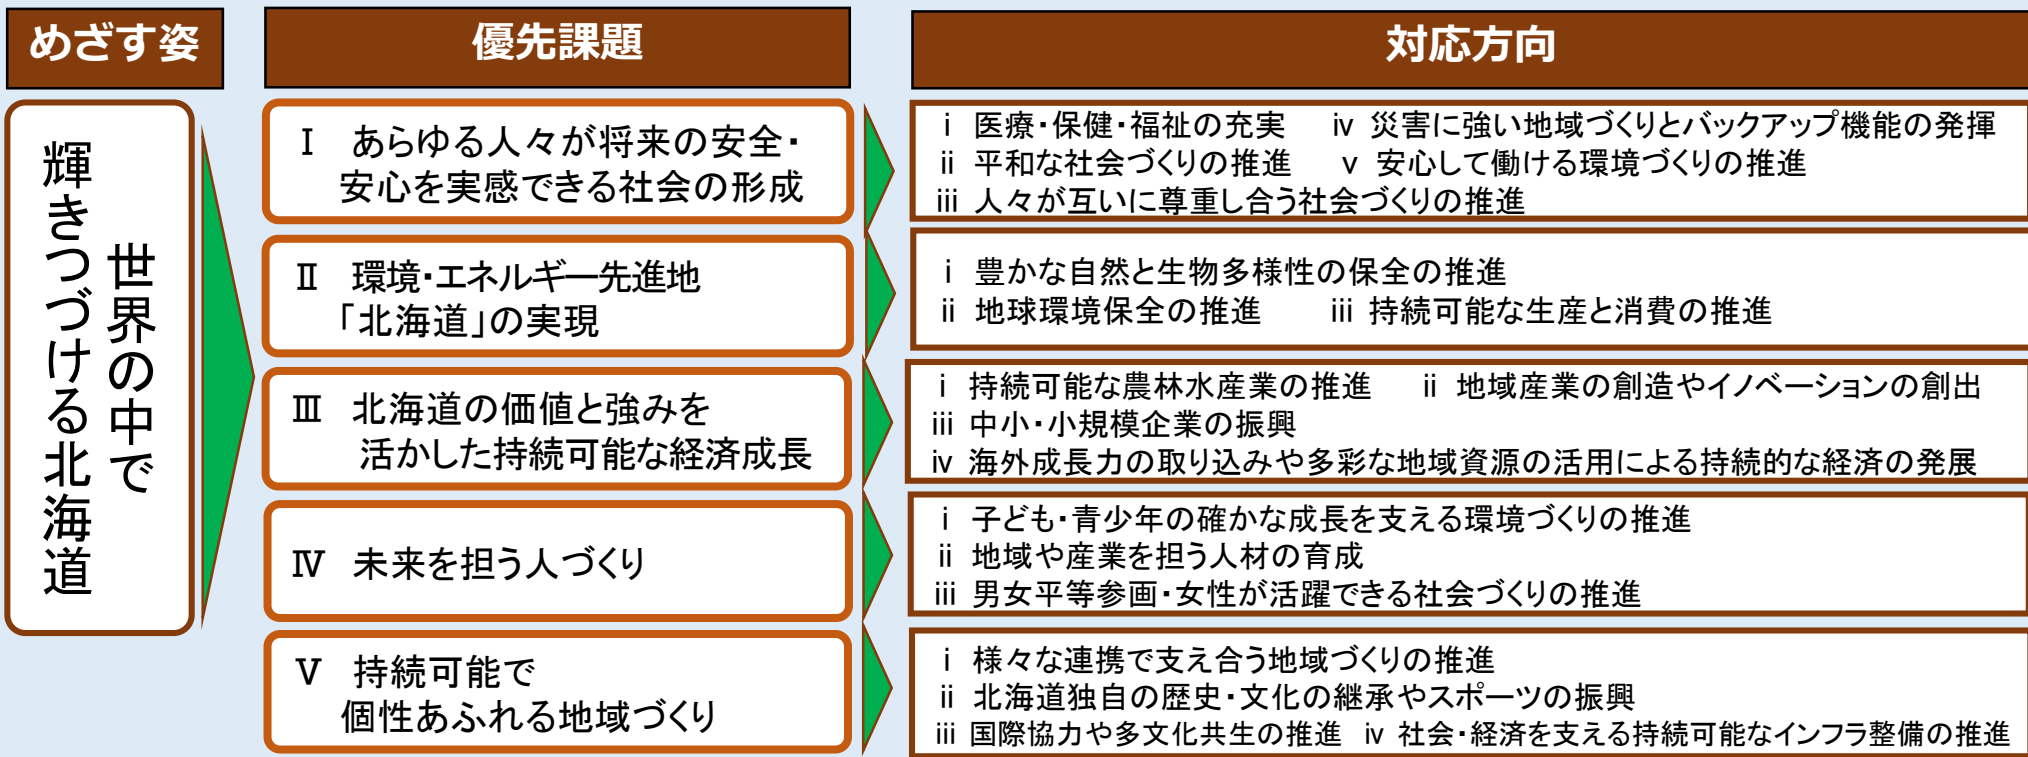 めざす姿
優先課題
対応方向
世界の中で
輝きつづける北海道
Ⅰ あらゆる人々が将来の安全・
安心を実感できる社会の形成
ⅰ 医療・保健・福祉の充実 ⅳ 災害に強い地域づくりとバックアップ機能の発揮
ⅱ 平和な社会づくりの推進 ⅴ 安心して働ける環境づくりの推進
ⅲ 人々が互いに尊重し合う社会づくりの推進
Ⅱ 環境・エネルギー先進地
「北海道」の実現
ⅰ 豊かな自然と生物多様性の保全の推進
ⅱ 地球環境保全の推進 ⅲ 持続可能な生産と消費の推進
Ⅲ 北海道の価値と強みを
活かした持続可能な経済成長
ⅰ 持続可能な農林水産業の推進 ⅱ 地域産業の創造やイノベーションの創出
ⅲ 中小・小規模企業の振興
ⅳ 海外成長力の取り込みや多彩な地域資源の活用による持続的な経済の発展
Ⅳ 未来を担う人づくり
ⅰ 子ども・青少年の確かな成長を支える環境づくりの推進
ⅱ 地域や産業を担う人材の育成
ⅲ 男女平等参画・女性が活躍できる社会づくりの推進
Ⅴ 持続可能で
個性あふれる地域づくり
ⅰ 様々な連携で支え合う地域づくりの推進
ⅱ 北海道独自の歴史・文化の継承やスポーツの振興
ⅲ 国際協力や多文化共生の推進 ⅳ 社会・経済を支える持続可能なインフラ整備の推進